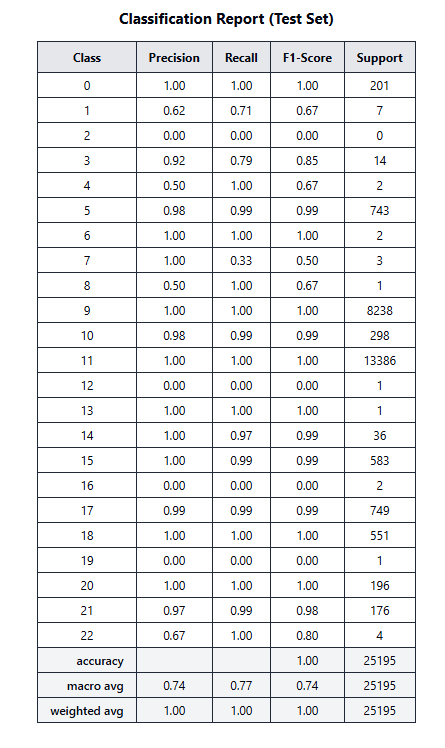 Classification Report (Test Set)
Class Precision Recall F1-Score Support
0 1.00 1.00 1.00 201
1 0.62 0.71 0.67 7
2 0.00 0.00 0.00 0
3 0.92 0.79 0.85 14
4 0.50 1.00 0.67 2
5 0.98 0.99 0.99 743
6 1.00 1.00 1.00 2
7 1.00 0.33 0.50 3
8 0.50 1.00 0.67 1
9 1.00 1.00 1.00 8238
10 0.98 0.99 0.99 298
11 1.00 1.00 1.00 13386
12 0.00 0.00 0.00 1
13 1.00 1.00 1.00 1
14 1.00 0.97 0.99 36
15 1.00 0.99 0.99 583
16 0.00 0.00 0.00 2
17 0.99 0.99 0.99 749
18 1.00 1.00 1.00 551
19 0.00 0.00 0.00 1
20 1.00 1.00 1.00 196
21 0.97 0.99 0.98 176
22 0.67 1.00 0.80 4
accuracy 1.00 25195
macro avg 0.74 0.77 0.74 25195
weighted avg 1.00 1.00 1.00 25195